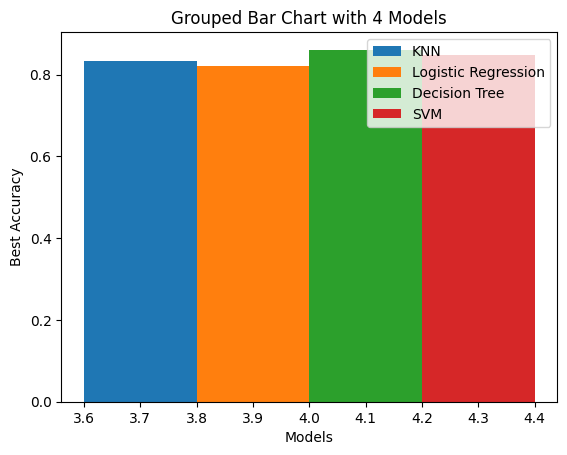 Grouped Bar Chart with 4 Models
KNN
Logistic Regression
Decision Tree
SVM
Best Accuracy
0.8
0.6
0.4
0.2
0.0
3.6 3.7 3.8 3.9 4.0 4.1 4.2 4.3 4.4
Models